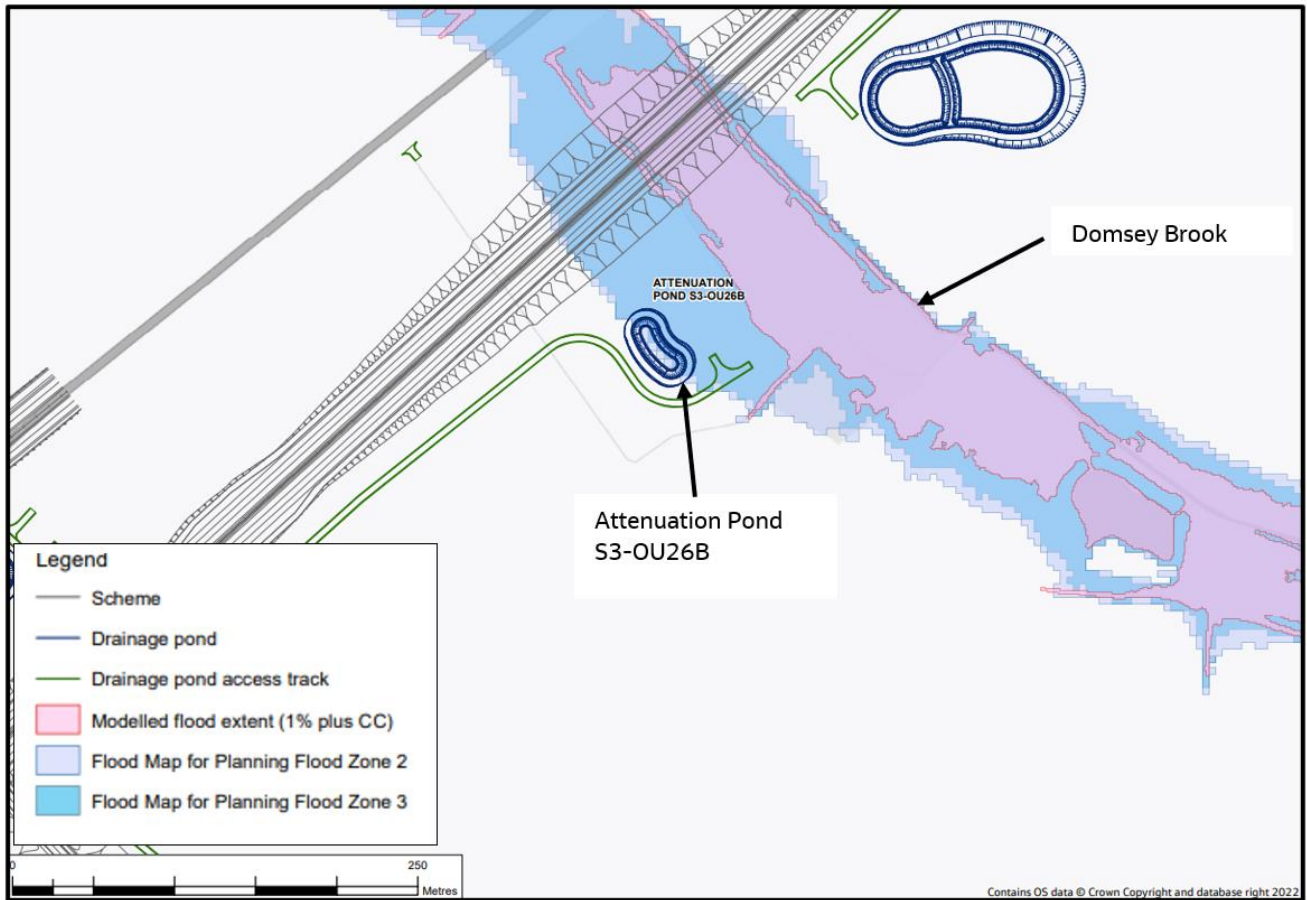 ATTENUATION
POND S3-OU26B
Domsey Brook
Attenuation Pond
S3-OU26B
Legend
Scheme
Drainage pond
Drainage pond access track
Modelled flood extent (1% plus CC)
Flood Map for Planning Flood Zone 2
Flood Map for Planning Flood Zone 3
0 250
Metres
Contains OS data © Crown Copyright and database right 2022